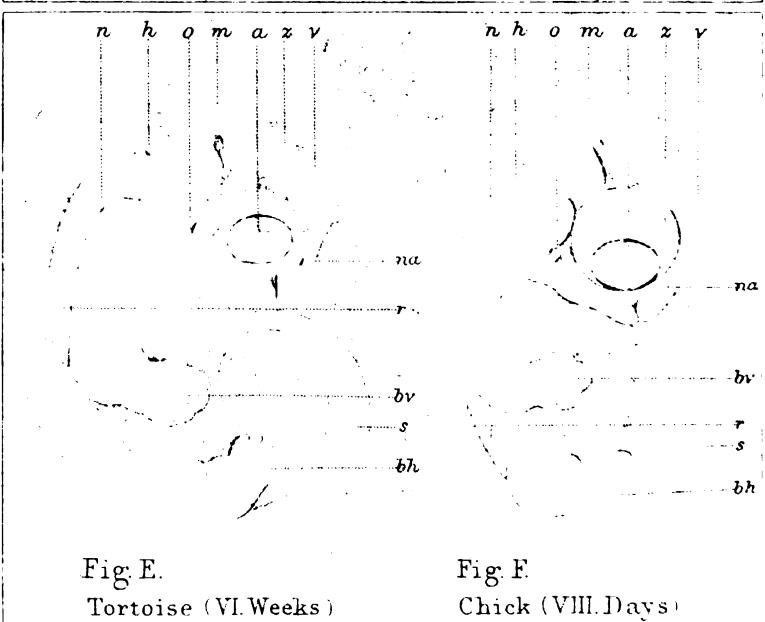 n h o m a z v
n h o m a z v
na
r
bv
s
bh
na
bv
r
s
bh
Fig. E.
Tortoise (VI. Weeks)
Fig. F.
Chick (VIII. Days)